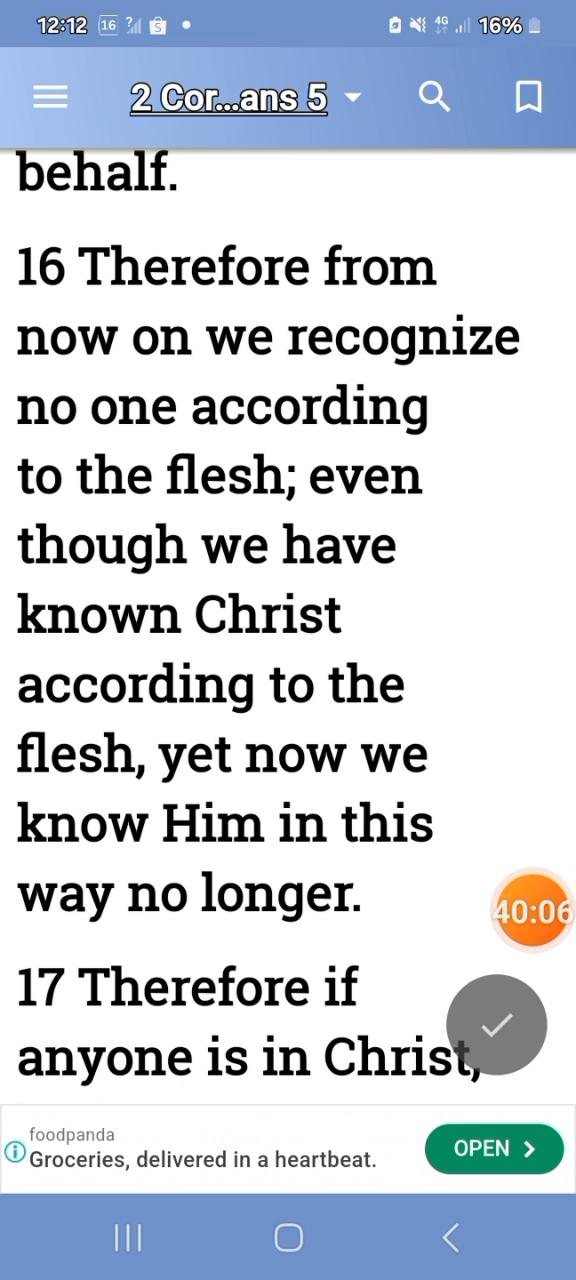 12:12 16 ? S 4G 16%
2 Cor...ans 5
behalf.
16 Therefore from
now on we recognize
no one according
to the flesh; even
though we have
known Christ
according to the
flesh, yet now we
know Him in this
way no longer.
40:06
17 Therefore if
anyone is in Christ,
foodpanda
Groceries, delivered in a heartbeat.
OPEN